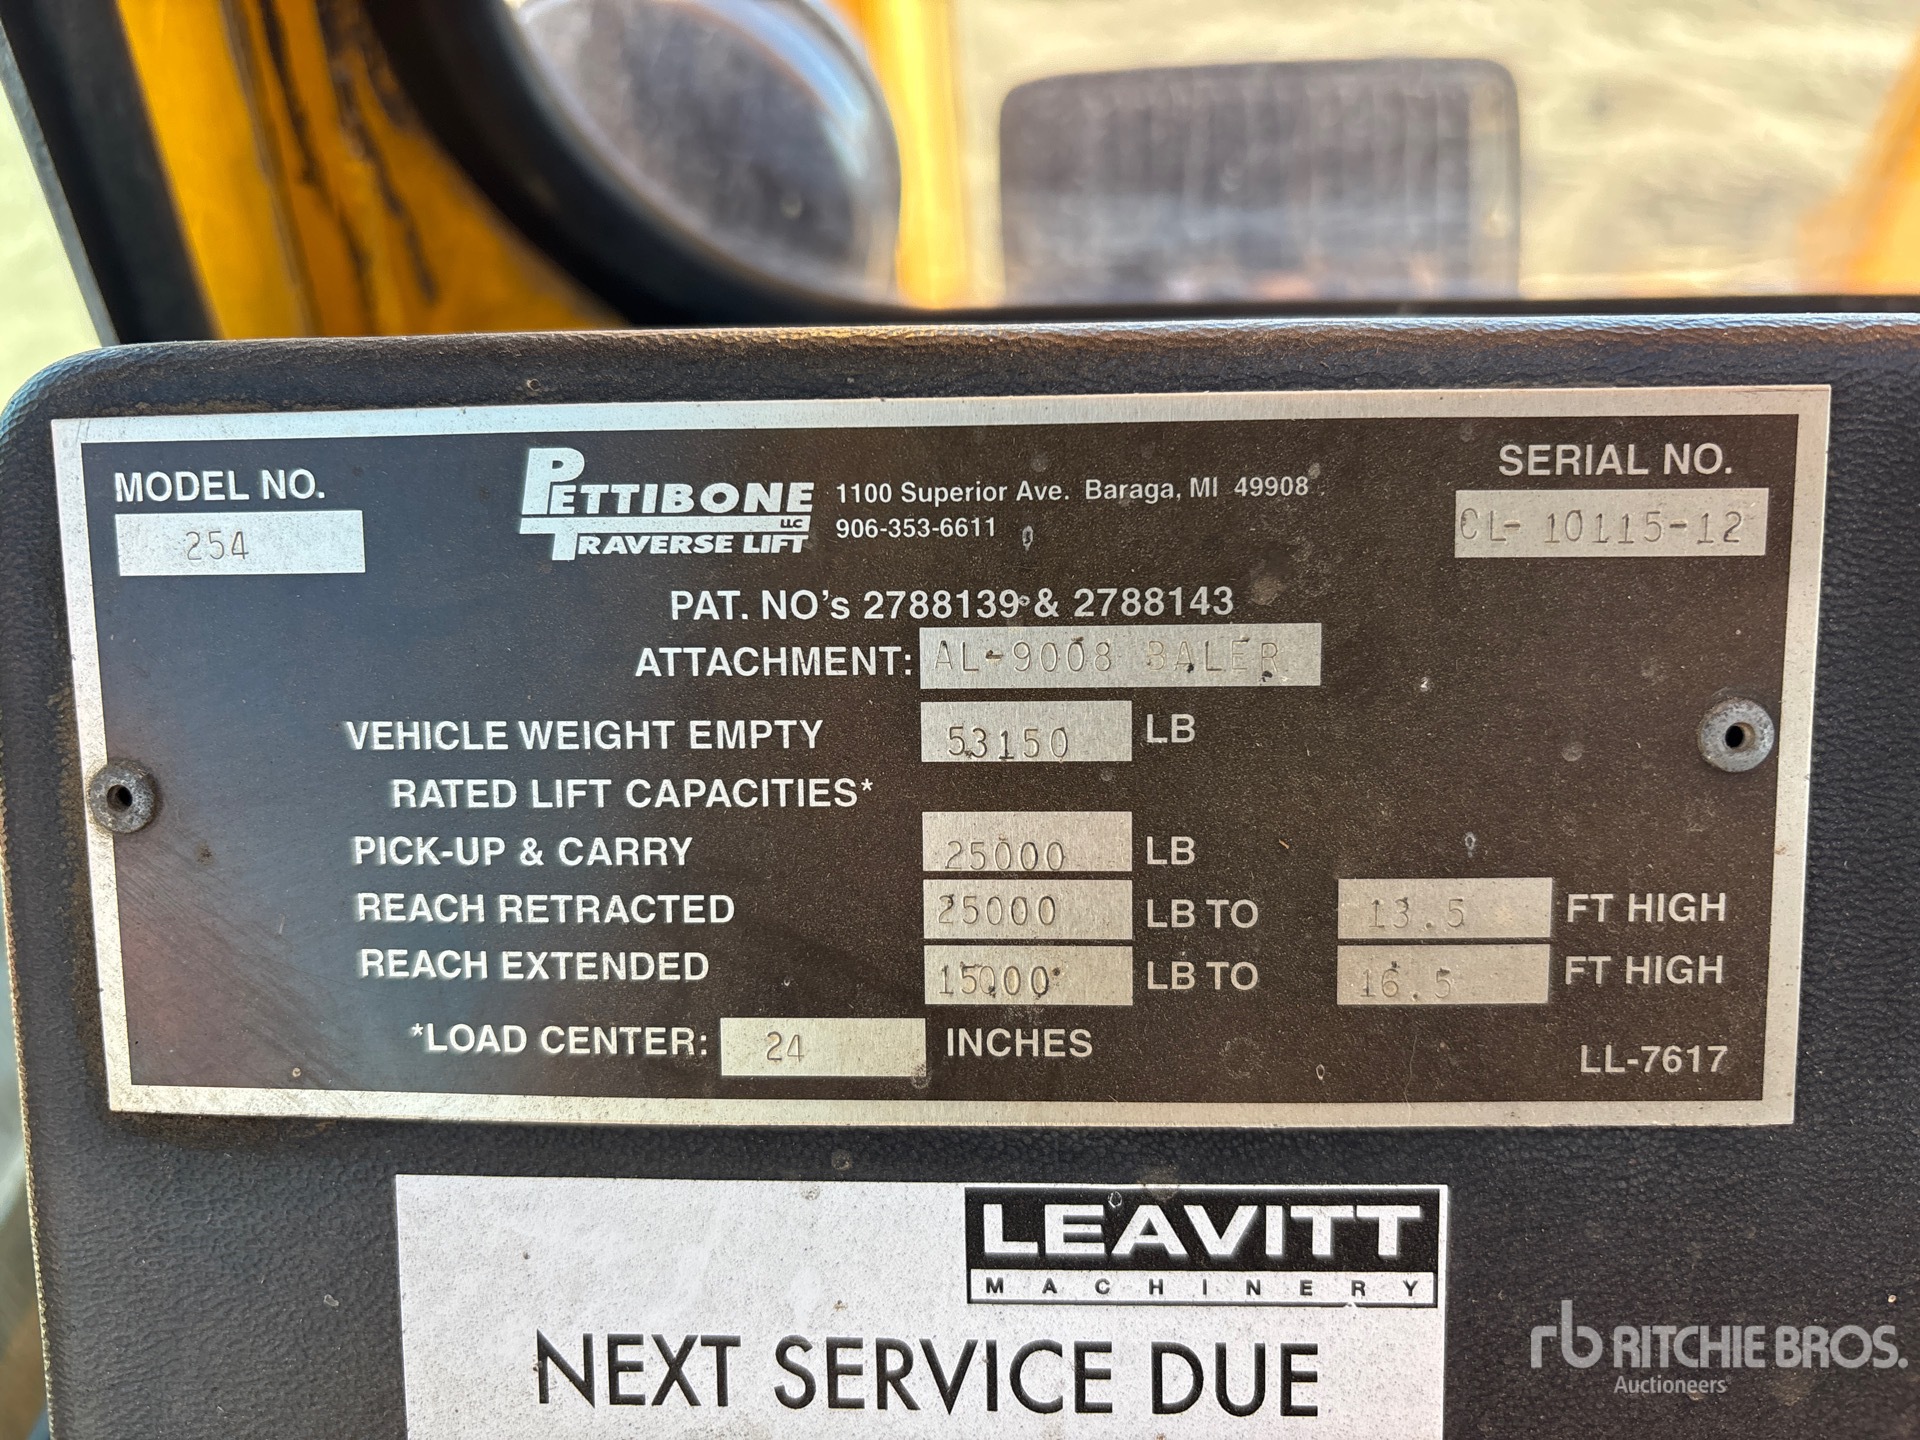 MODEL NO.
254
PETTIBONE LLC
TRAVERSE LIFT
1100 Superior Ave. Baraga, MI 49908
906-353-6611
SERIAL NO.
CL- 10115-12
PAT. NO's 2788139 & 2788143
ATTACHMENT: AL-9008 BALER
VEHICLE WEIGHT EMPTY 53150 LB
RATED LIFT CAPACITIES*
PICK-UP & CARRY 25000 LB
REACH RETRACTED 25000 LB TO 13.5 FT HIGH
REACH EXTENDED 15000 LB TO 16.5 FT HIGH
*LOAD CENTER: 24 INCHES
LL-7617
LEAVITT
MACHINERY
NEXT SERVICE DUE
rb RITCHIE BROS.
Auctioneers